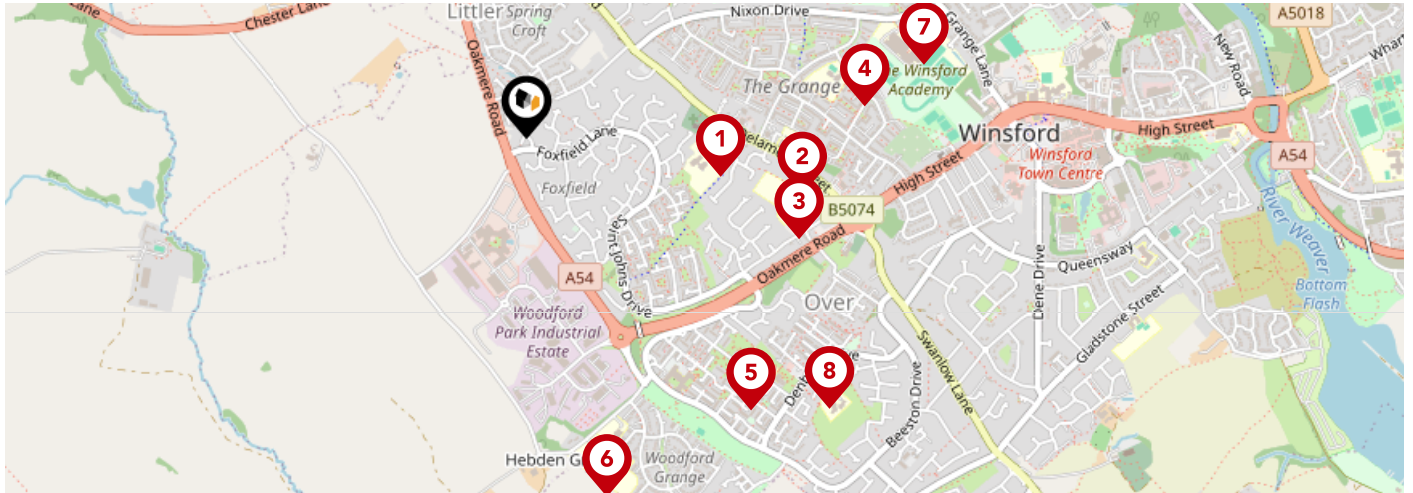 Lane
Chester Lane
Littler
Spring
Croft
Nixon Drive
Grange Lane
A5018
New Road
Oakmere Road
7
4
The Grange
e Winsford
Academy
Winsford
High Street
A54
Winsford
Town Centre
Foxfield Lane
1
2
Foxfield
High Street
3
B5074
Saint Johns Drive
Oakmere Road
A54
Queensway
River Weaver
Bottom
Flash
Dene Drive
Over
Woodford
Park Industrial
Estate
Gladstone Street
Swanlow Lane
5
8
Beeston Drive
6
Hebden G
Woodford
Grange